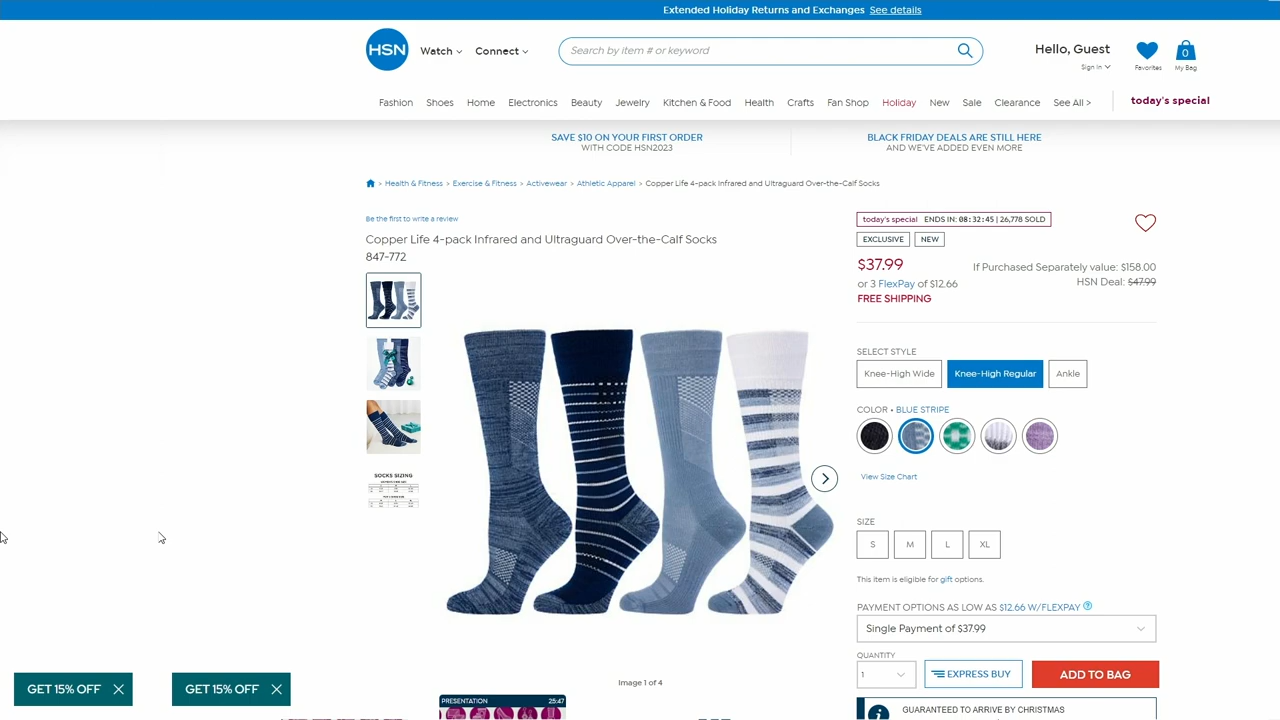 Extended Holiday Returns and Exchanges See details
HSN
Watch
Connect
Search by item # or keyword
Hello, Guest
Sign In
Favorites
0
My Bag
Fashion
Shoes
Home
Electronics
Beauty
Jewelry
Kitchen & Food
Health
Crafts
Fan Shop
Holiday
New
Sale
Clearance
See All >
today's special
SAVE $10 ON YOUR FIRST ORDER
WITH CODE HSN2023
BLACK FRIDAY DEALS ARE STILL HERE
AND WE'VE ADDED EVEN MORE
> Health & Fitness > Exercise & Fitness > Activewear > Athletic Apparel > Copper Life 4-pack Infrared and Ultraguard Over-the-Calf Socks
Be the first to write a review
Copper Life 4-pack Infrared and Ultraguard Over-the-Calf Socks
847-772
SOCKS SIZING
Image 1 of 4
PRESENTATION 25:47
today's special ENDS IN: 08:32:45 | 26,778 SOLD
EXCLUSIVE
NEW
$37.99
If Purchased Separately value: $158.00
HSN Deal: $47.99
or 3 FlexPay of $12.66
FREE SHIPPING
SELECT STYLE
Knee-High Wide
Knee-High Regular
Ankle
COLOR • BLUE STRIPE
View Size Chart
SIZE
S
M
L
XL
This item is eligible for gift options.
PAYMENT OPTIONS AS LOW AS $12.66 W/FLEXPAY ?
Single Payment of $37.99
QUANTITY
1
EXPRESS BUY
ADD TO BAG
GUARANTEED TO ARRIVE BY CHRISTMAS
GET 15% OFF
GET 15% OFF